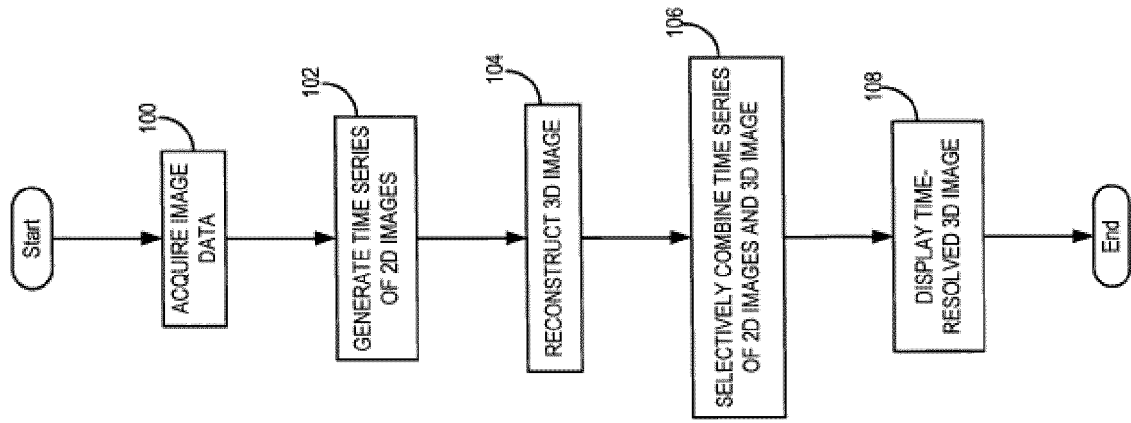 Start
100
ACQUIRE IMAGE
DATA
102
GENERATE TIME SERIES
OF 2D IMAGES
104
RECONSTRUCT 3D IMAGE
106
SELECTIVELY COMBINE TIME SERIES
OF 2D IMAGES AND 3D IMAGE
108
DISPLAY TIME-
RESOLVED 3D IMAGE
End